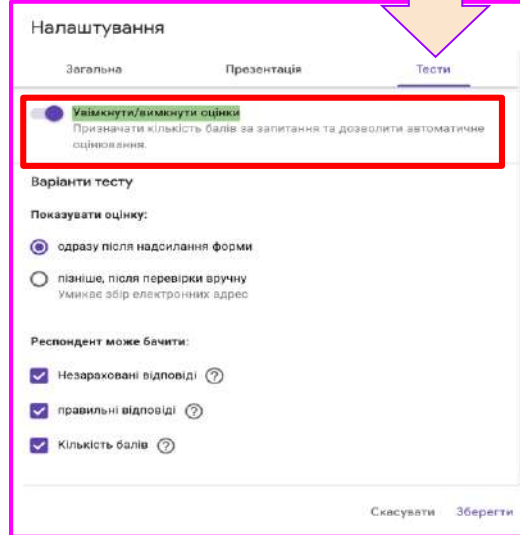 Налаштування
Загальна Презентація Тести
Увімкнути/вимкнути оцінки
Призначати кількість балів за запитання та дозволити автоматичне
оцінювання.
Варіанти тесту
Показувати оцінку:
одразу після надсилання форми
пізніше, після перевірки вручну
Умикає збір електронних адрес
Респондент може бачити:
Незараховані відповіді
правильні відповіді
Кількість балів
Скасувати Зберегти